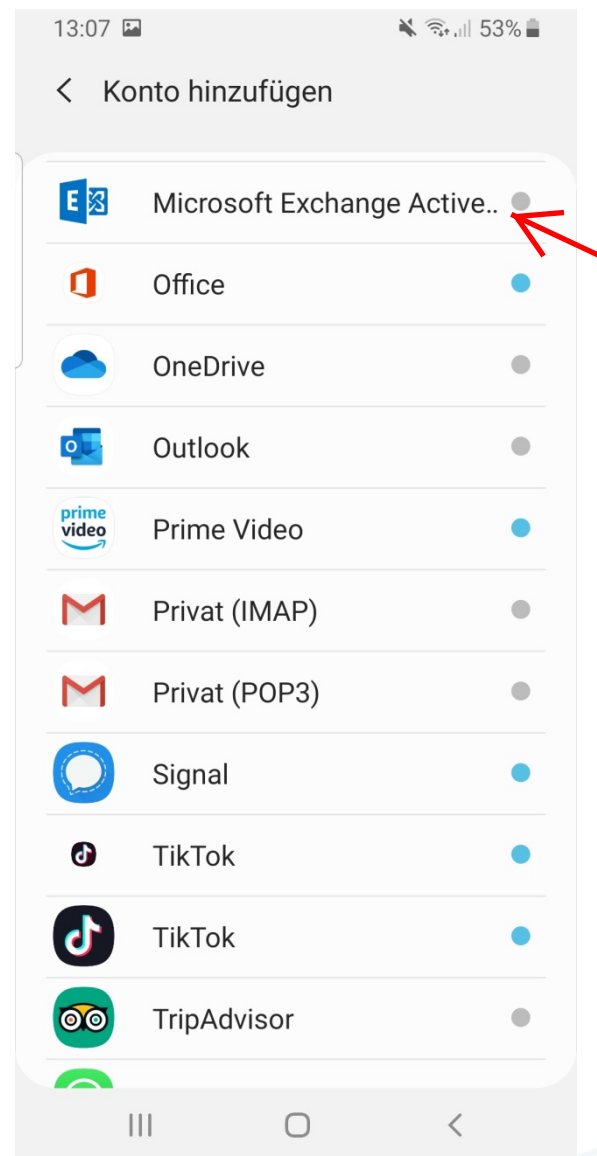 13:07 53%
Konto hinzufügen
E Microsoft Exchange Active..
Office
OneDrive
O Outlook
prime
video
Prime Video
Privat (IMAP)
Privat (POP3)
Signal
TikTok
TikTok
TripAdvisor